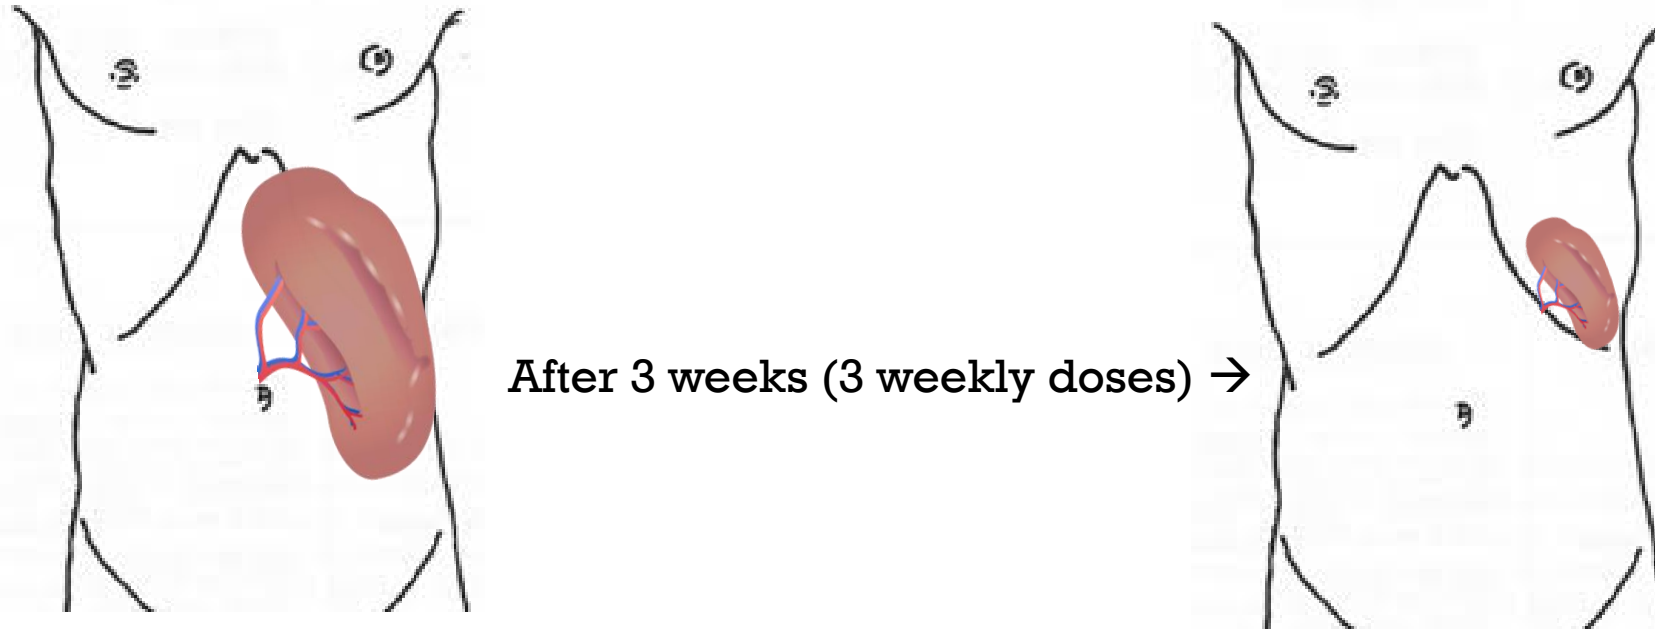 After 3 weeks (3 weekly doses) →